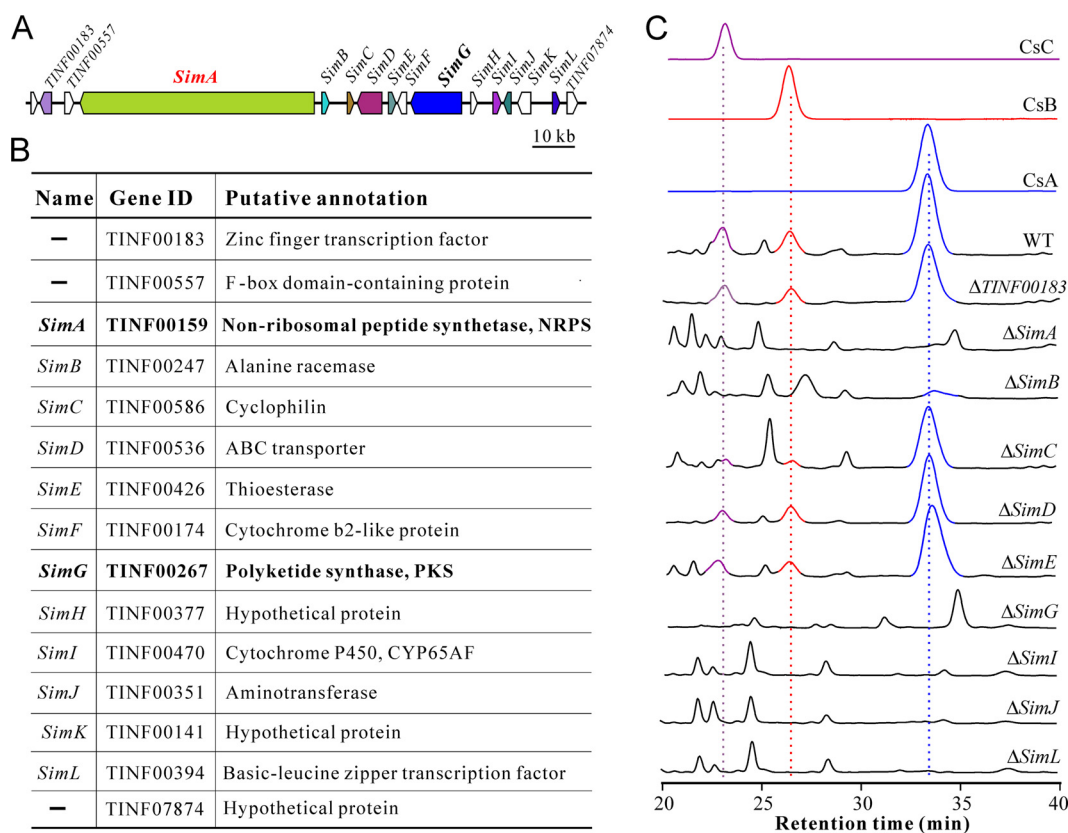 A
TINF00183
TINF00557
SimA
SimB
SimC
SimD
SimE
SimF
SimG
SimH
SimI
SimJ
SimK
SimL
TINF07874
10 kb
B
Name Gene ID Putative annotation
– TINF00183 Zinc finger transcription factor
– TINF00557 F-box domain-containing protein
SimA TINF00159 Non-ribosomal peptide synthetase, NRPS
SimB TINF00247 Alanine racemase
SimC TINF00586 Cyclophilin
SimD TINF00536 ABC transporter
SimE TINF00426 Thioesterase
SimF TINF00174 Cytochrome b2-like protein
SimG TINF00267 Polyketide synthase, PKS
SimH TINF00377 Hypothetical protein
SimI TINF00470 Cytochrome P450, CYP65AF
SimJ TINF00351 Aminotransferase
SimK TINF00141 Hypothetical protein
SimL TINF00394 Basic-leucine zipper transcription factor
– TINF07874 Hypothetical protein
C
CsC
CsB
CsA
WT
ΔTINF00183
ΔSimA
ΔSimB
ΔSimC
ΔSimD
ΔSimE
ΔSimG
ΔSimI
ΔSimJ
ΔSimL
20 25 30 35 40
Retention time (min)